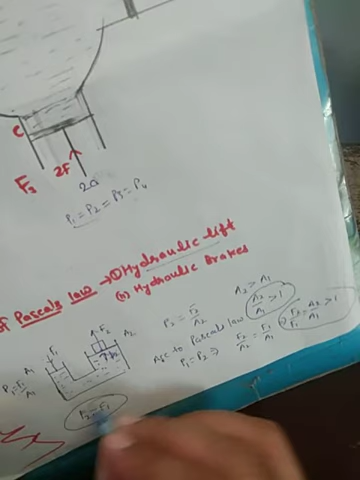 C
F₃ 2F
2a
P₁ = P₂ = P₃ = P₄
of Pascals law → (i) Hydraulic lift
(ii) Hydraulic Brakes
F₁ A₁
F₂ A₂
P₁ = F₁/A₁
P₂ = F₂/A₂
A₂ > A₁
A₂/A₁ > 1
Acc to Pascals law
P₁ = P₂ ⇒ F₂/A₂ = F₁/A₁
⇒ F₂/F₁ = A₂/A₁ > 1